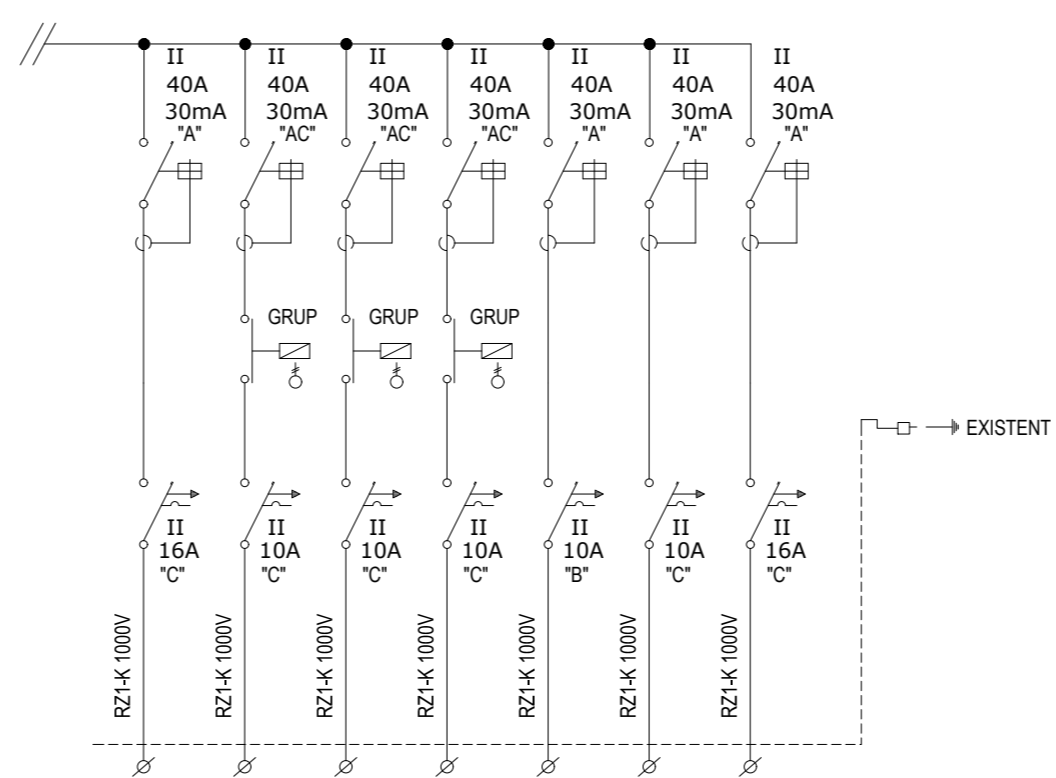 II II II II II II II
40A 40A 40A 40A 40A 40A 40A
30mA 30mA 30mA 30mA 30mA 30mA 30mA
"A" "AC" "AC" "AC" "A" "A" "A"
GRUP GRUP GRUP
EXISTENT
II II II II II II II
16A 10A 10A 10A 10A 10A 16A
"C" "C" "C" "C" "B" "C" "C"
RZ1-K 1000V RZ1-K 1000V RZ1-K 1000V RZ1-K 1000V RZ1-K 1000V RZ1-K 1000V RZ1-K 1000V